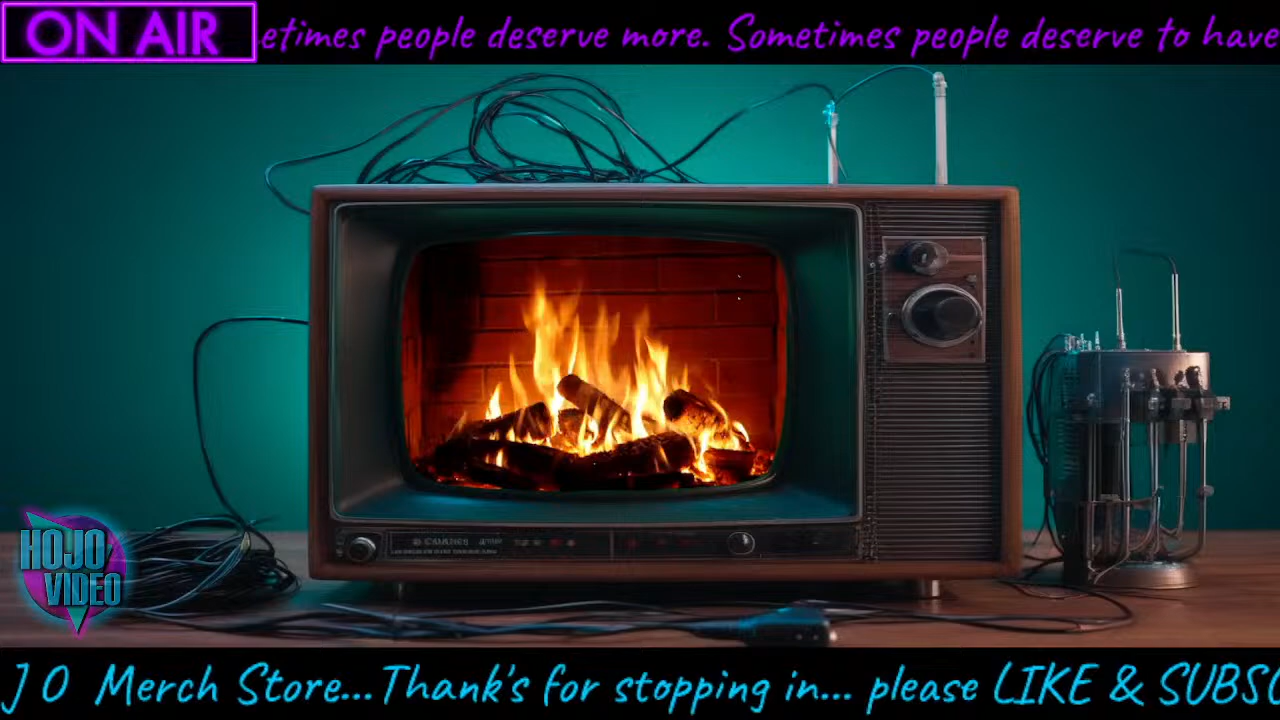 ON AIR
etimes people deserve more. Sometimes people deserve to have
HOJO
VIDEO
J O Merch Store...Thank's for stopping in... please LIKE & SUBSC